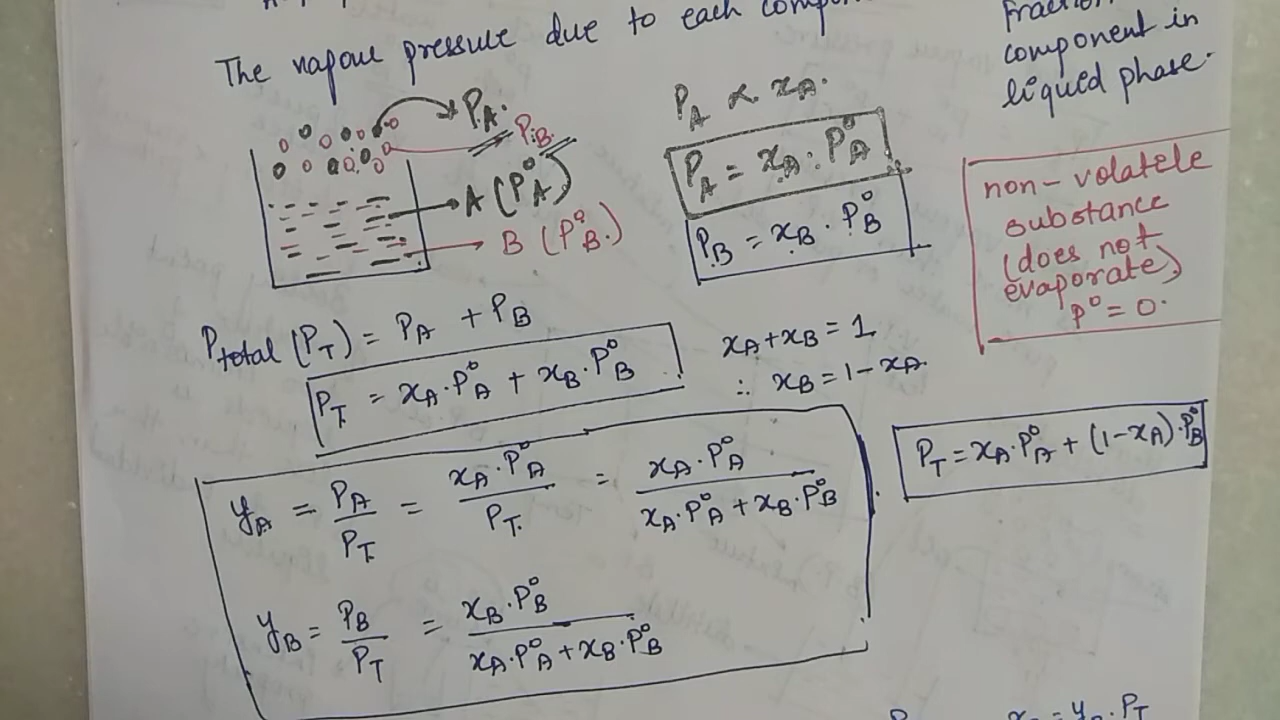 The vapour pressure due to each
component in
liquid phase.
P_A ∝ x_A.
P_A.
P_B.
P_A = x_A . P°_A
A (P°_A)
B (P°_B.)
P_B = x_B . P°_B
non-volatele
substance
(does not
evaporate)
P° = 0.
P_total (P_T) = P_A + P_B
P_T = x_A . P°_A + x_B . P°_B
x_A + x_B = 1
∴ x_B = 1 - x_A.
P_T = x_A . P°_A + (1 - x_A) . P°_B
y_A = P_A / P_T = x_A . P°_A / P_T. = x_A . P°_A / x_A . P°_A + x_B . P°_B
y_B = P_B / P_T = x_B . P°_B / x_A . P°_A + x_B . P°_B
. P_T